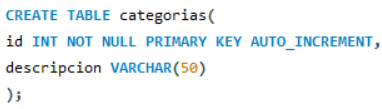 CREATE TABLE categorias(
id INT NOT NULL PRIMARY KEY AUTO_INCREMENT,
descripcion VARCHAR(50)
);